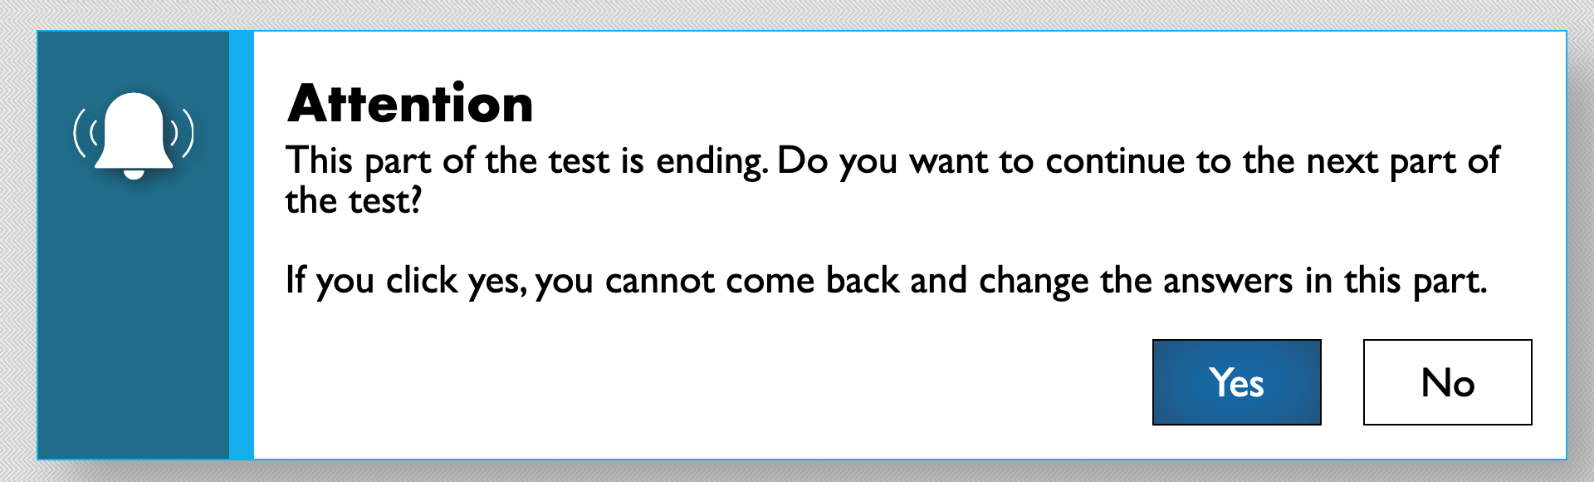 Attention
This part of the test is ending. Do you want to continue to the next part of
the test?
If you click yes, you cannot come back and change the answers in this part.
Yes
No